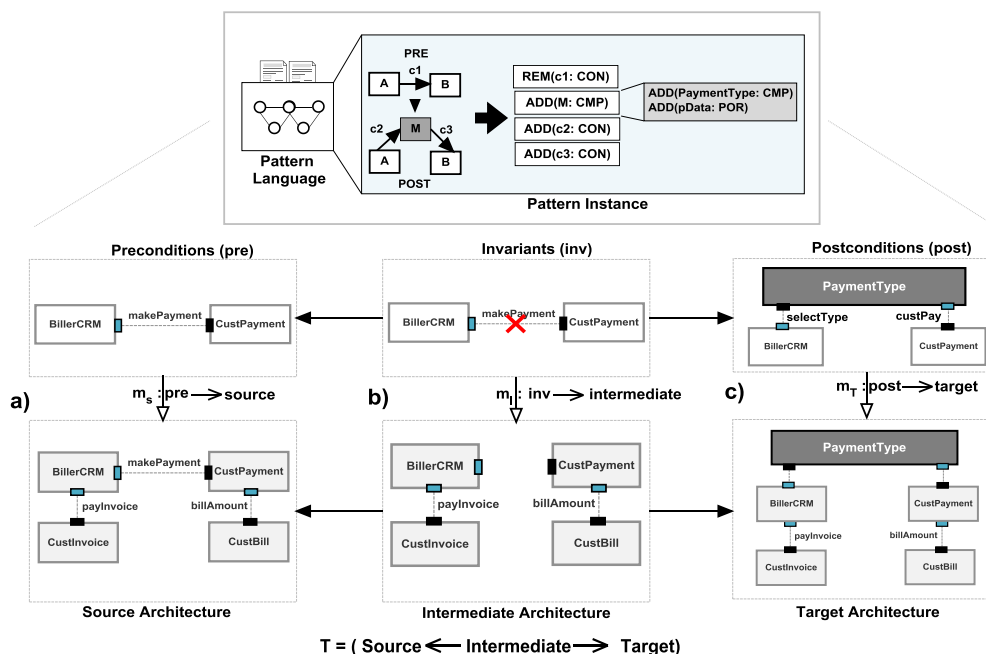 PRE
c1
A
B
c2
M
c3
A
B
POST
REM(c1: CON)
ADD(M: CMP)
ADD(c2: CON)
ADD(c3: CON)
ADD(PaymentType: CMP)
ADD(pData: POR)
Pattern
Language
Pattern Instance
Preconditions (pre)
Invariants (inv)
Postconditions (post)
BillerCRM
makePayment
CustPayment
BillerCRM
makePayment
CustPayment
PaymentType
selectType
custPay
BillerCRM
CustPayment
a)
ms : pre source
b)
mI : inv intermediate
c)
mT : post target
BillerCRM
makePayment
CustPayment
payInvoice
billAmount
CustInvoice
CustBill
BillerCRM
CustPayment
payInvoice
billAmount
CustInvoice
CustBill
PaymentType
BillerCRM
CustPayment
payInvoice
billAmount
CustInvoice
CustBill
Source Architecture
Intermediate Architecture
Target Architecture
T = ( Source ← Intermediate → Target)